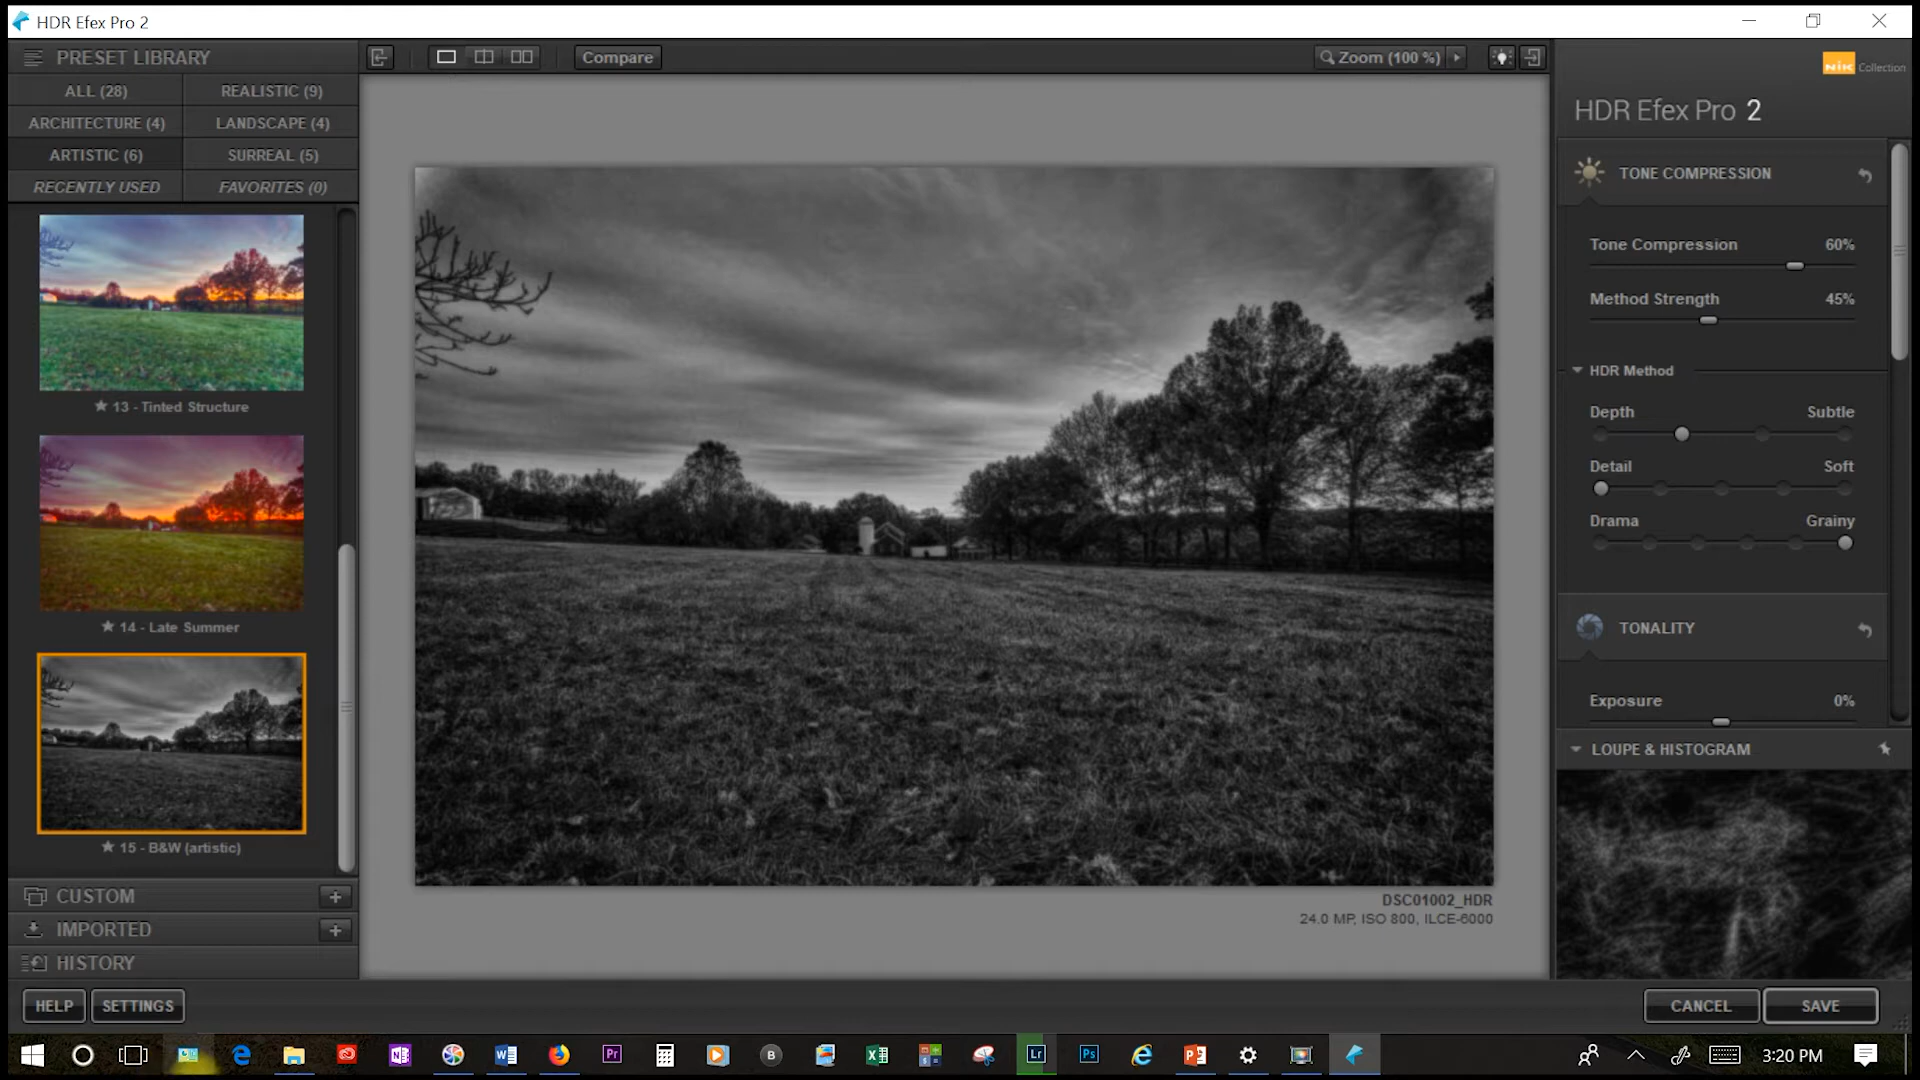 HDR Efex Pro 2
PRESET LIBRARY
ALL (28)
REALISTIC (9)
ARCHITECTURE (4)
LANDSCAPE (4)
ARTISTIC (6)
SURREAL (5)
RECENTLY USED
FAVORITES (0)
★ 13 - Tinted Structure
★ 14 - Late Summer
★ 15 - B&W (artistic)
CUSTOM
IMPORTED
HISTORY
HELP
SETTINGS
Compare
Zoom (100 %)
DSC01002_HDR
24.0 MP, ISO 800, ILCE-6000
Nik Collection
HDR Efex Pro 2
TONE COMPRESSION
Tone Compression 60%
Method Strength 45%
HDR Method
Depth Subtle
Detail Soft
Drama Grainy
TONALITY
Exposure 0%
LOUPE & HISTOGRAM
CANCEL
SAVE
N
W
Pr
B
X
Lr
Ps
P
3:20 PM